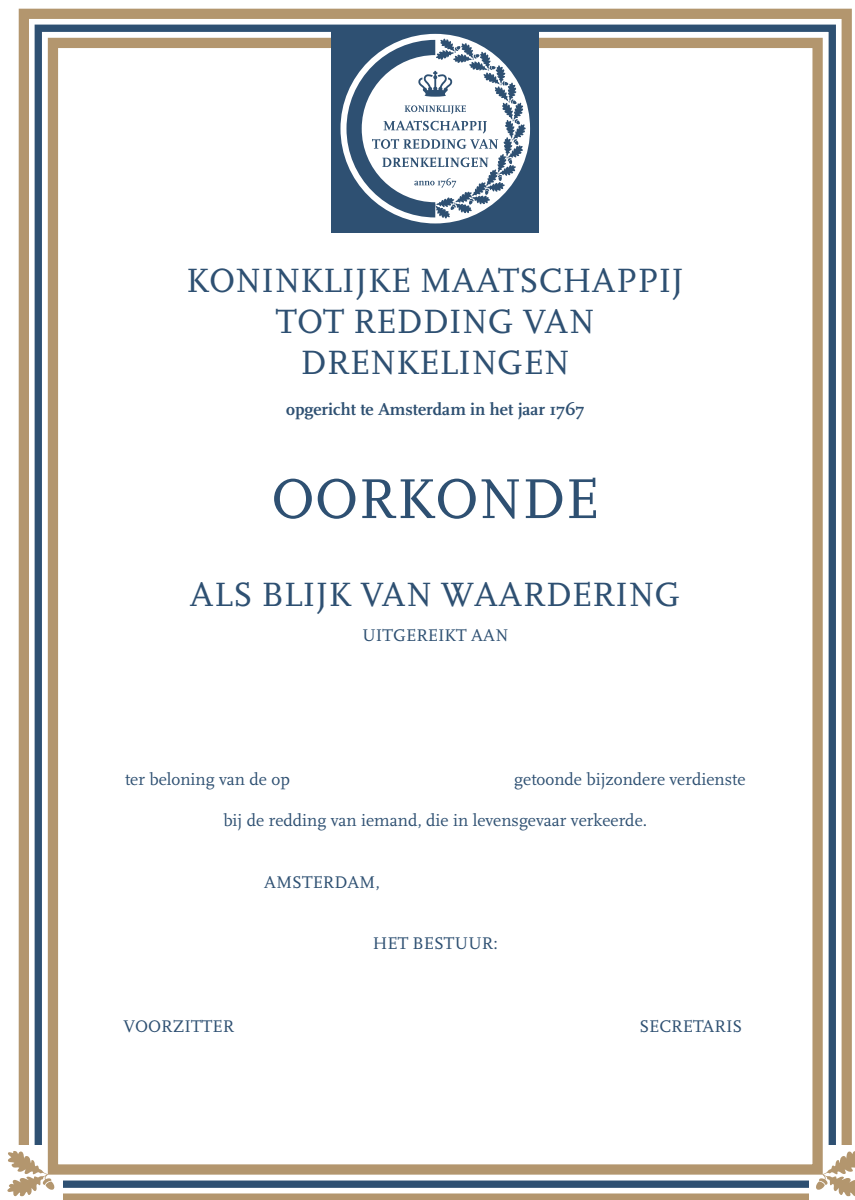 KONINKLIJKE
MAATSCHAPPIJ
TOT REDDING VAN
DRENKELINGEN
anno 1767
KONINKLIJKE MAATSCHAPPIJ
TOT REDDING VAN
DRENKELINGEN
opgericht te Amsterdam in het jaar 1767
OORKONDE
ALS BLIJK VAN WAARDERING
UITGEREIKT AAN
ter beloning van de op getoonde bijzondere verdienste
bij de redding van iemand, die in levensgevaar verkeerde.
AMSTERDAM,
HET BESTUUR:
VOORZITTER SECRETARIS